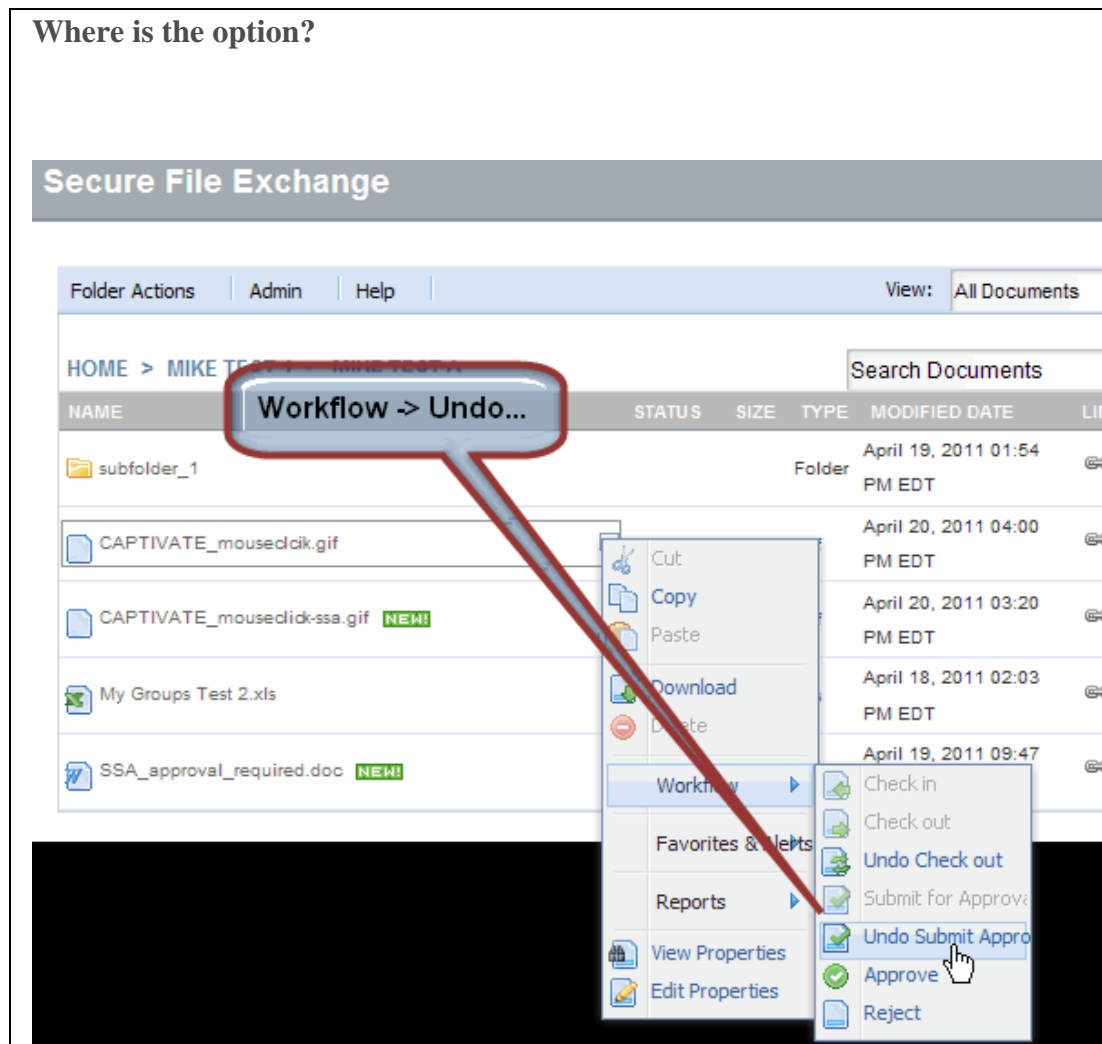 Where is the option?
Secure File Exchange
Folder Actions Admin Help View: All Documents
HOME > MIKE Search Documents
Workflow -> Undo...
NAME STATUS SIZE TYPE MODIFIED DATE
subfolder_1 Folder April 19, 2011 01:54
PM EDT
CAPTIVATE_mouseclcik.gif April 20, 2011 04:00
PM EDT
CAPTIVATE_mouseclick-ssa.gif NEW! April 20, 2011 03:20
PM EDT
My Groups Test 2.xls April 18, 2011 02:03
PM EDT
SSA_approval_required.doc NEW! April 19, 2011 09:47
Cut
Copy
Paste
Download
Delete
Workflow
Favorites & Alerts
Reports
View Properties
Edit Properties
Check in
Check out
Undo Check out
Submit for Approva
Undo Submit Appro
Approve
Reject